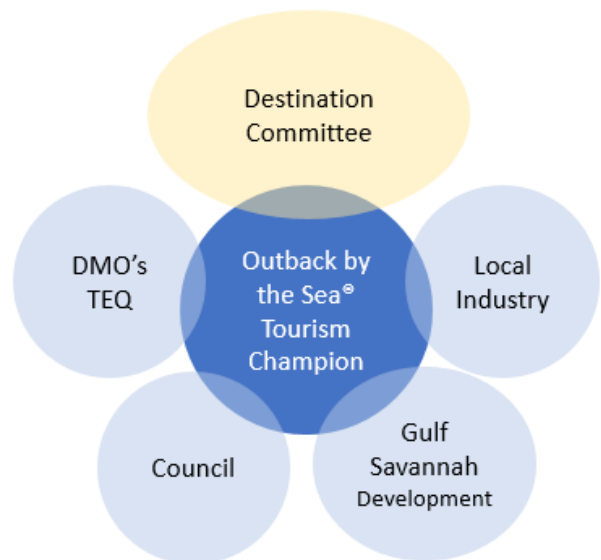 Destination
Committee
DMO’s
TEQ
Outback by
the Sea®
Tourism
Champion
Local
Industry
Council
Gulf
Savannah
Development